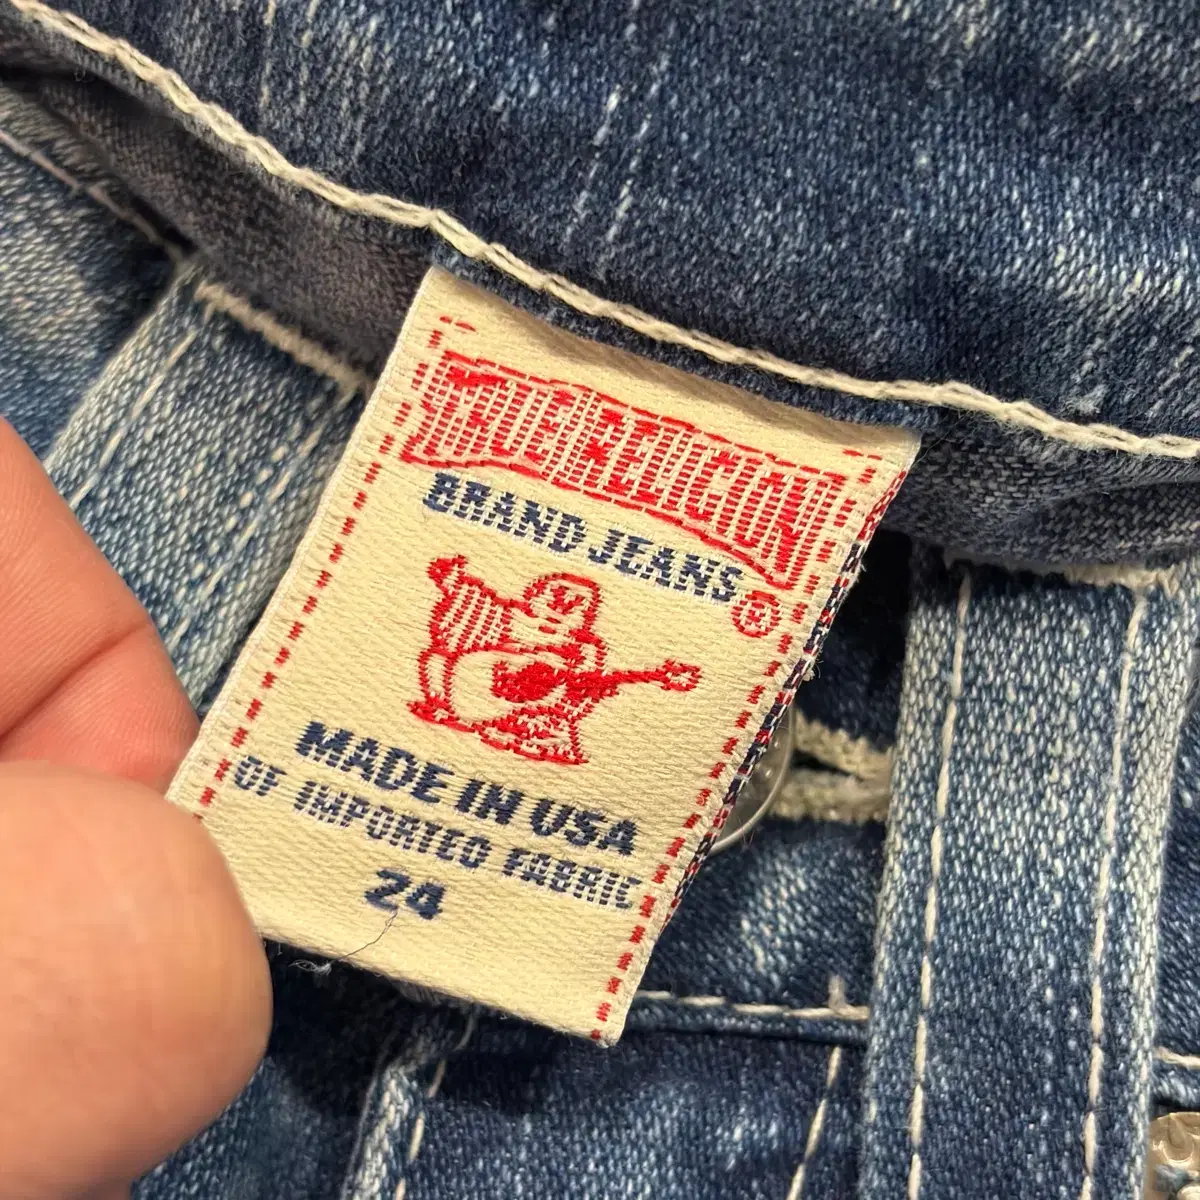 TRUE RELIGION
BRAND JEANS
®
MADE IN USA
OF IMPORTED FABRIC
24